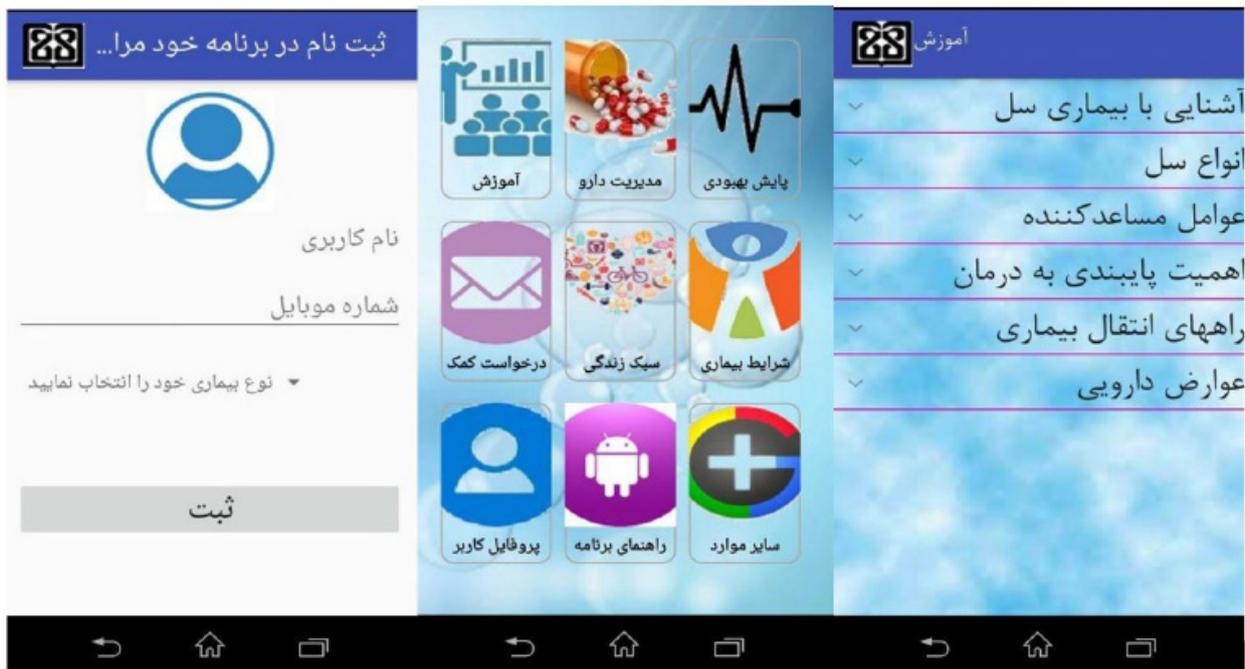 ثبت نام در برنامه خود مرا...
نام کاربری
شماره موبایل
نوع بیماری خود را انتخاب نمایید
ثبت
آموزش
مدیریت دارو
پایش بهبودی
درخواست کمک
سبک زندگی
شرایط بیماری
پروفایل کاربر
راهنمای برنامه
سایر موارد
آموزش
آشنایی با بیماری سل
انواع سل
عوامل مساعدکننده
اهمیت پایبندی به درمان
راههای انتقال بیماری
عوارض دارویی